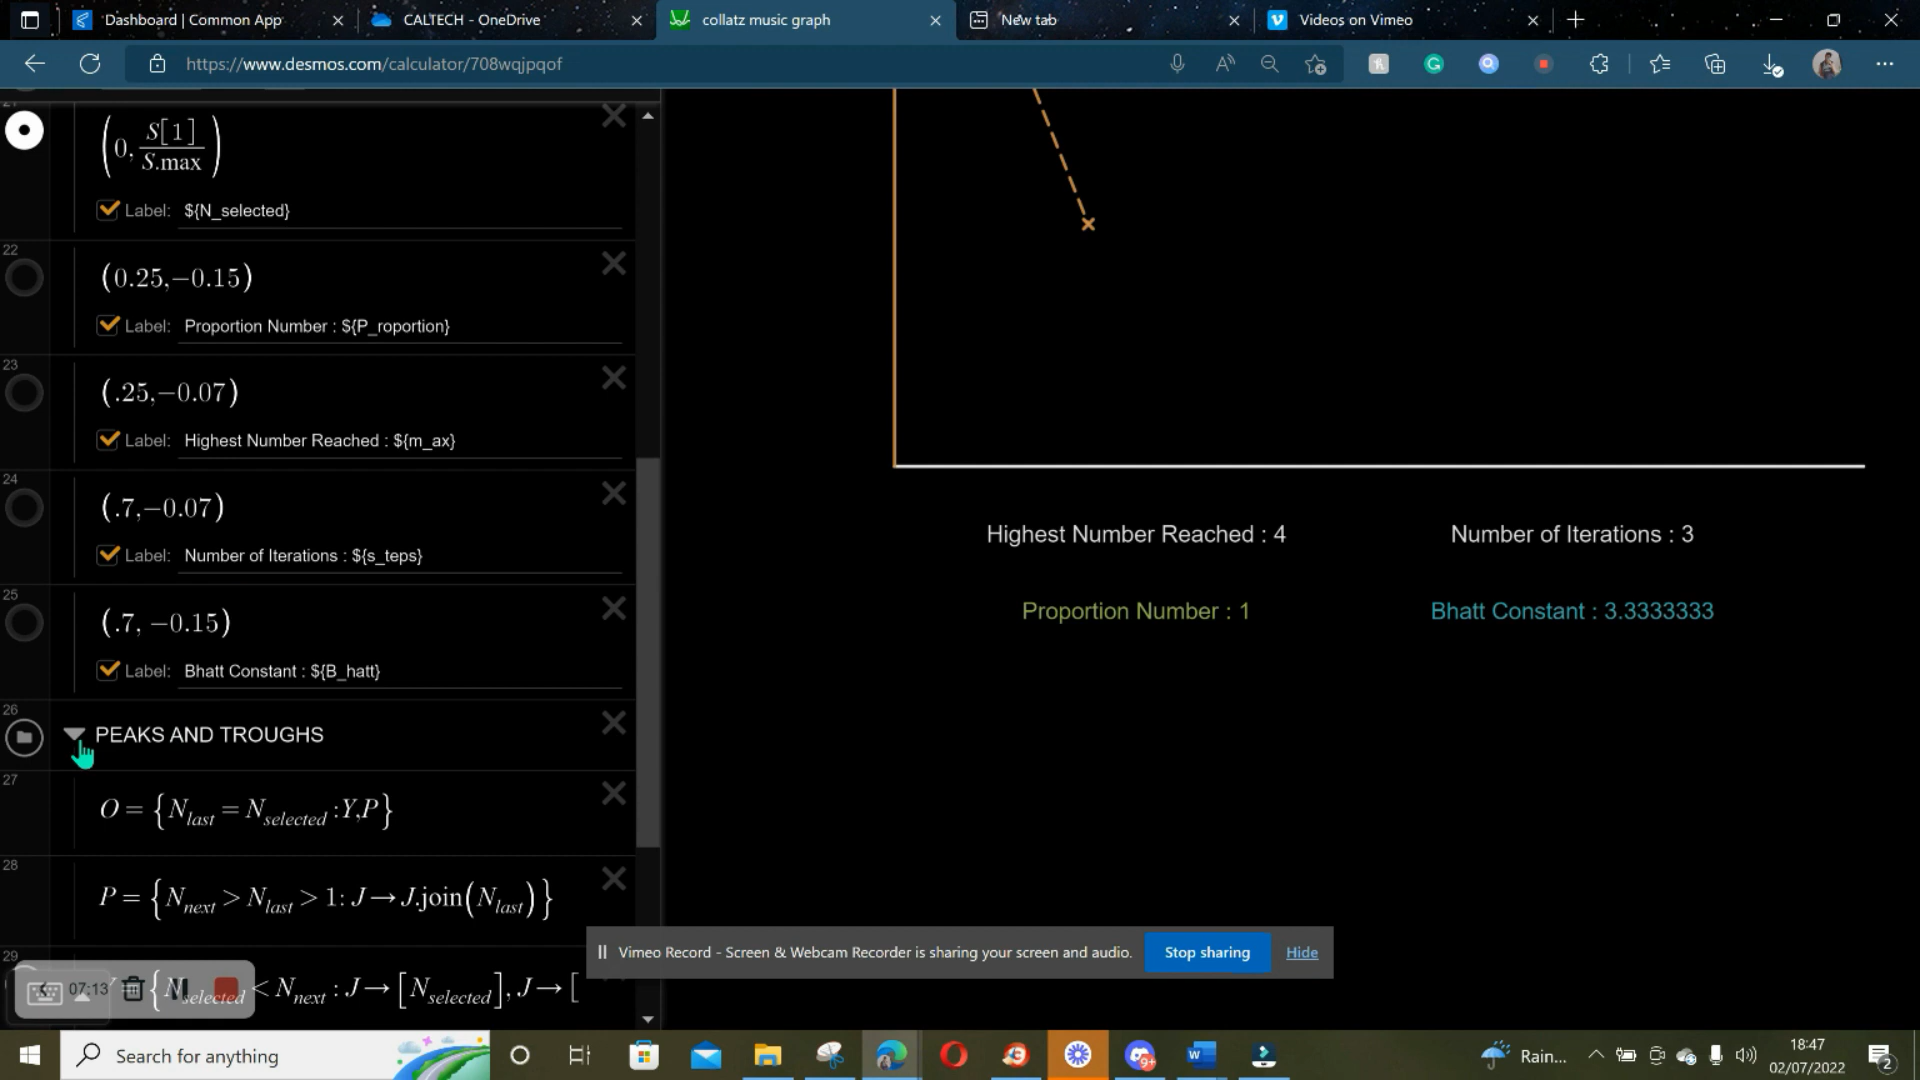 Dashboard | Common App
CALTECH - OneDrive
collatz music graph
New tab
Videos on Vimeo
https://www.desmos.com/calculator/708wqjpqof
(0, S[1]/S.max)
Label: ${N_selected}
22
(0.25,−0.15)
Label: Proportion Number : ${P_roportion}
23
(.25,−0.07)
Label: Highest Number Reached : ${m_ax}
24
(.7,−0.07)
Label: Number of Iterations : ${s_teps}
25
(.7, −0.15)
Label: Bhatt Constant : ${B_hatt}
26
PEAKS AND TROUGHS
27
O = {N_last = N_selected : Y,P}
28
P = {N_next > N_last > 1: J→J.join(N_last)}
29
{N_selected < N_next : J→[N_selected], J→[
07:13
Highest Number Reached : 4
Number of Iterations : 3
Proportion Number : 1
Bhatt Constant : 3.3333333
Vimeo Record - Screen & Webcam Recorder is sharing your screen and audio.
Stop sharing
Hide
Search for anything
9+
Rain...
18:47
02/07/2022
2